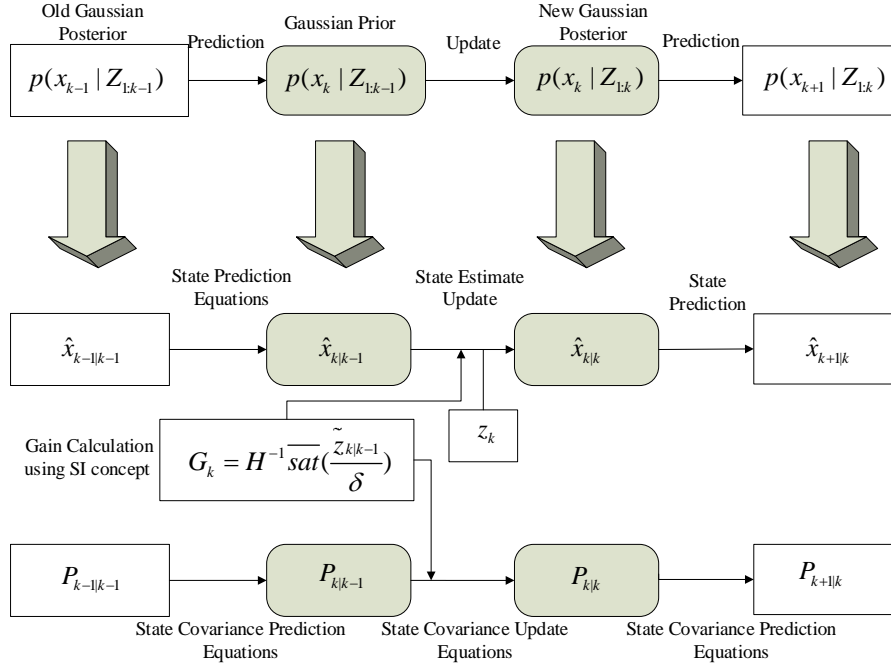 Old Gaussian
Posterior
Prediction
Gaussian Prior
Update
New Gaussian
Posterior
Prediction
p(x_{k-1} | Z_{1:k-1})
p(x_k | Z_{1:k-1})
p(x_k | Z_{1:k})
p(x_{k+1} | Z_{1:k})
State Prediction
Equations
State Estimate
Update
State
Prediction
x̂_{k-1|k-1}
x̂_{k|k-1}
x̂_{k|k}
x̂_{k+1|k}
Gain Calculation
using SI concept
G_k = H^{-1} \overline{sat}(\frac{\tilde{z}_{k|k-1}}{δ})
z_k
P_{k-1|k-1}
P_{k|k-1}
P_{k|k}
P_{k+1|k}
State Covariance Prediction
Equations
State Covariance Update
Equations
State Covariance Prediction
Equations